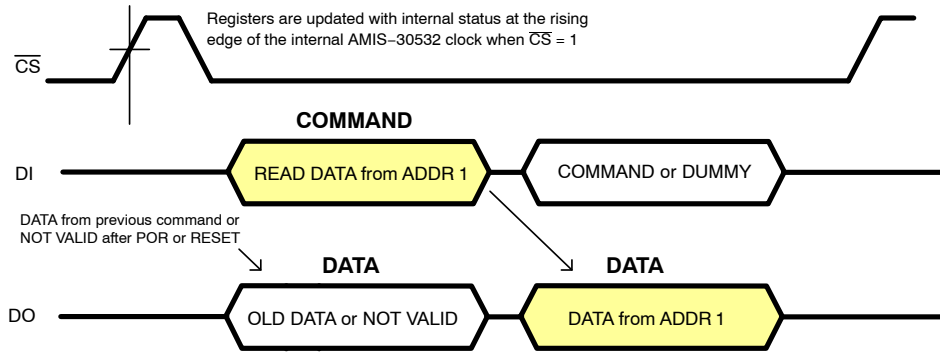 Registers are updated with internal status at the rising
edge of the internal AMIS−30532 clock when C̅S̅ = 1
C̅S̅
COMMAND
DI
READ DATA from ADDR 1
COMMAND or DUMMY
DATA from previous command or
NOT VALID after POR or RESET
DATA
DATA
DO
OLD DATA or NOT VALID
DATA from ADDR 1